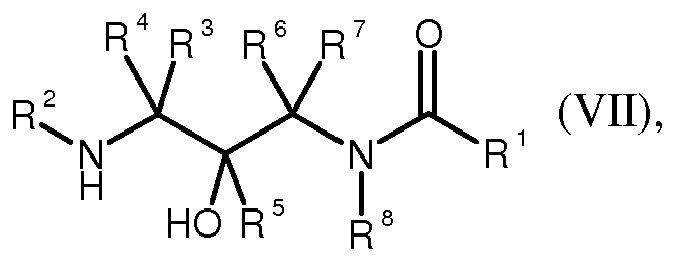 R⁴ R³ R⁶ R⁷ O
R² N H N R¹ (VII),
HO R⁵ R⁸